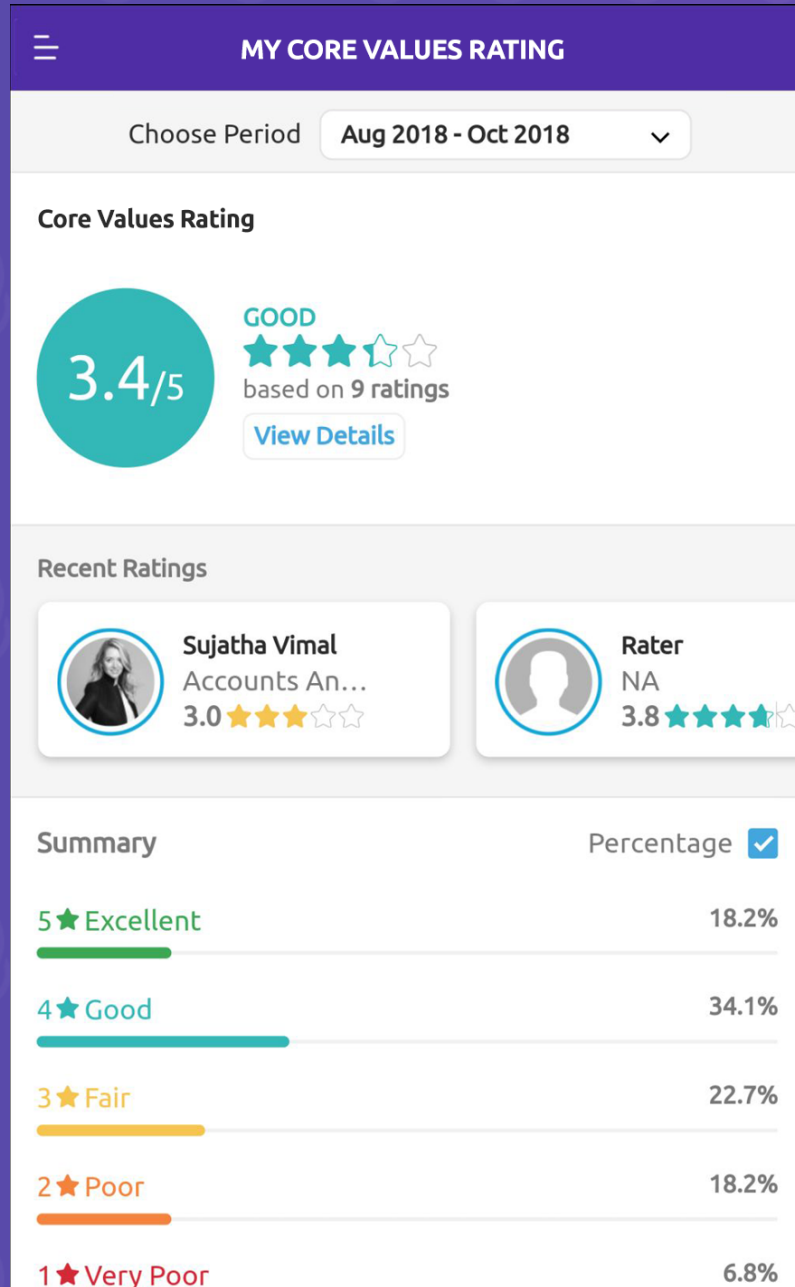 MY CORE VALUES RATING
Choose Period Aug 2018 - Oct 2018
Core Values Rating
3.4/5
GOOD
based on 9 ratings
View Details
Recent Ratings
Sujatha Vimal
Accounts An...
3.0
Rater
NA
3.8
Summary
Percentage
5★ Excellent 18.2%
4★ Good 34.1%
3★ Fair 22.7%
2★ Poor 18.2%
1★ Very Poor 6.8%